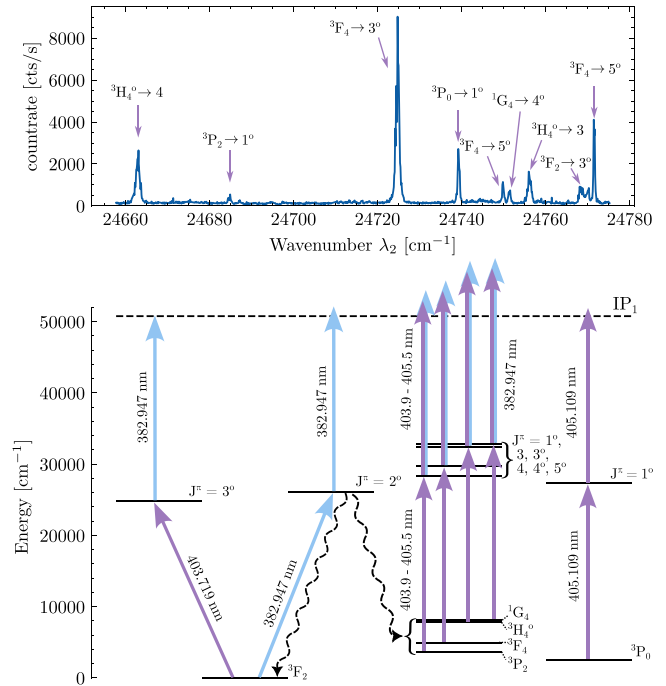 countrate [cts/s]
8000
6000
4000
2000
0
³H₄ᵒ → 4
³P₂ → 1ᵒ
³F₄ → 3ᵒ
³P₀ → 1ᵒ
¹G₄ → 4ᵒ
³F₄ → 5ᵒ
³H₄ᵒ → 3
³F₂ → 3ᵒ
³F₄ → 5ᵒ
24660 24680 24700 24720 24740 24760 24780
Wavenumber λ₂ [cm⁻¹]
Energy [cm⁻¹]
50000
40000
30000
20000
10000
0
IP₁
382.947 nm
382.947 nm
403.9 - 405.5 nm
382.947 nm
405.109 nm
Jᵖⁱ = 3ᵒ
Jᵖⁱ = 2ᵒ
Jᵖⁱ = 1ᵒ,
3, 3ᵒ,
4, 4ᵒ, 5ᵒ
Jᵖⁱ = 1ᵒ
403.719 nm
382.947 nm
403.9 - 405.5 nm
405.109 nm
¹G₄
³H₄ᵒ
³F₄
³P₂
³P₀
³F₂